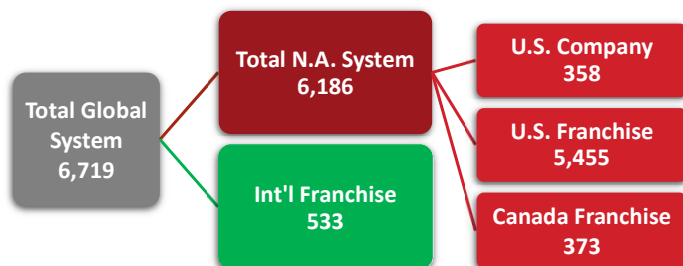 Total Global
System
6,719
Total N.A. System
6,186
Int'l Franchise
533
U.S. Company
358
U.S. Franchise
5,455
Canada Franchise
373